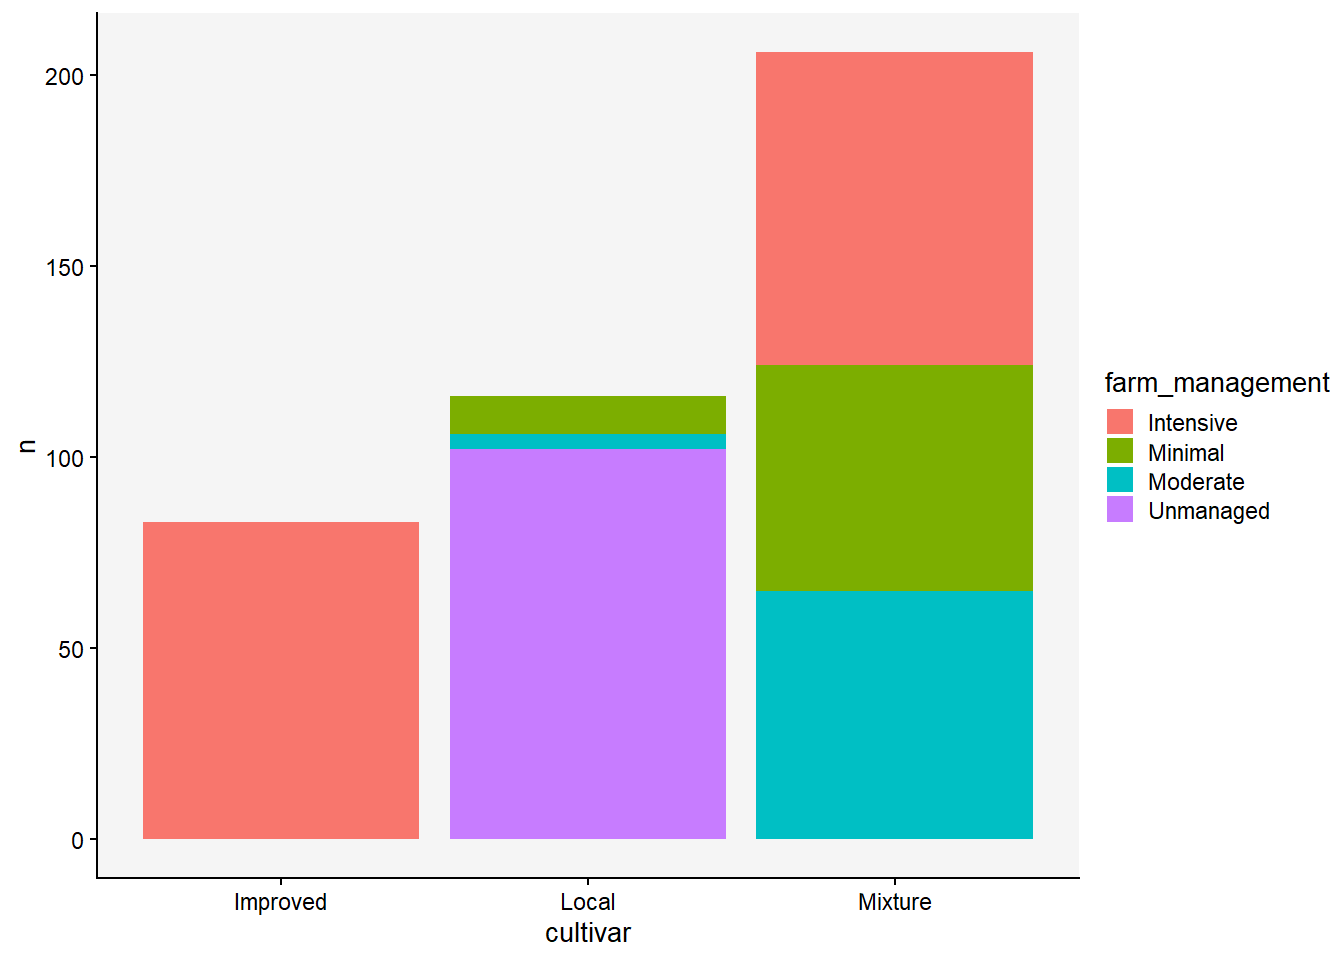 200
150
100
50
0
n
Improved
Local
Mixture
cultivar
farm_management
Intensive
Minimal
Moderate
Unmanaged